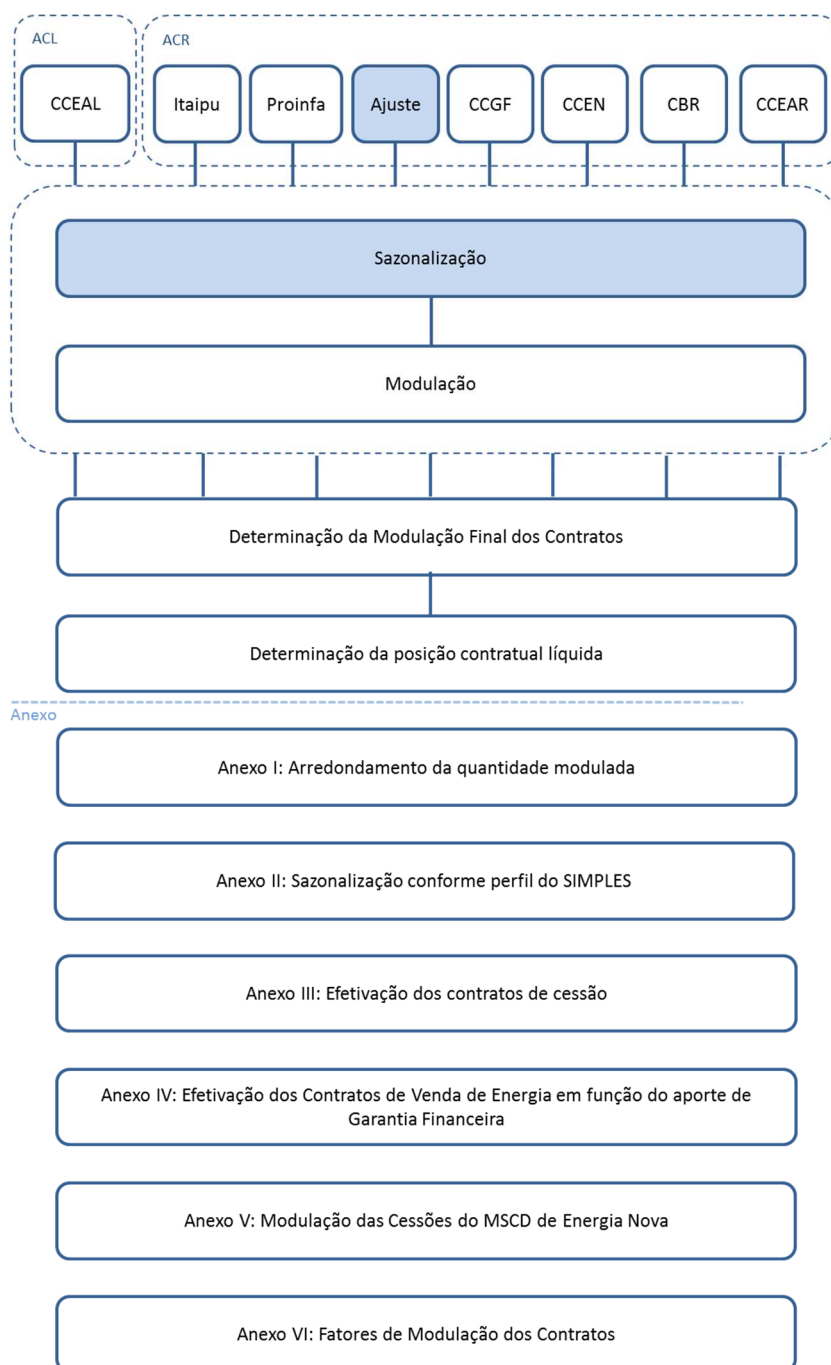 ACL
ACR
CCEAL
Itaipu
Proinfa
Ajuste
CCGF
CCEN
CBR
CCEAR
Sazonalização
Modulação
Determinação da Modulação Final dos Contratos
Determinação da posição contratual líquida
Anexo
Anexo I: Arredondamento da quantidade modulada
Anexo II: Sazonalização conforme perfil do SIMPLES
Anexo III: Efetivação dos contratos de cessão
Anexo IV: Efetivação dos Contratos de Venda de Energia em função do aporte de
Garantia Financeira
Anexo V: Modulação das Cessões do MSCD de Energia Nova
Anexo VI: Fatores de Modulação dos Contratos